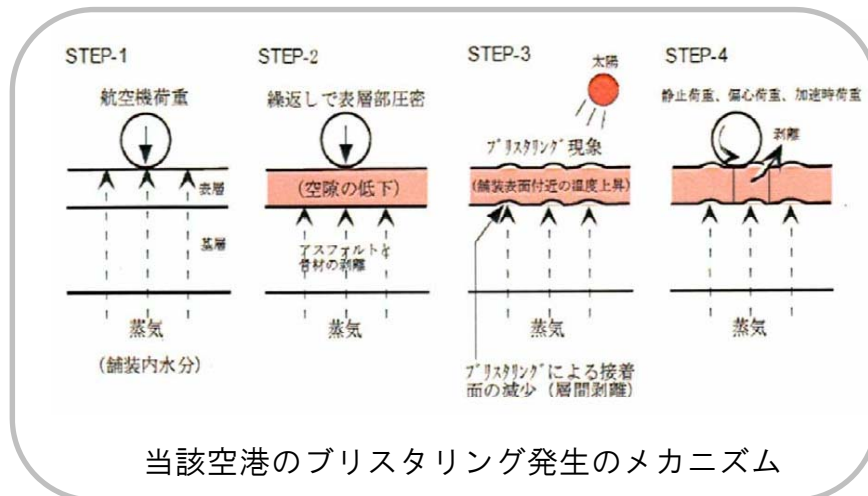 STEP-1
航空機荷重
表層
基層
蒸気
(舗装内水分)
STEP-2
繰返しで表層部圧密
(空隙の低下)
アスファルトと
骨材の剥離
蒸気
STEP-3
太陽
ブリスタリング現象
(舗装表面付近の温度上昇)
蒸気
ブリスタリングによる接着
面の減少(層間剥離)
STEP-4
静止荷重、偏心荷重、加速時荷重
剥離
蒸気
当該空港のブリスタリング発生のメカニズム